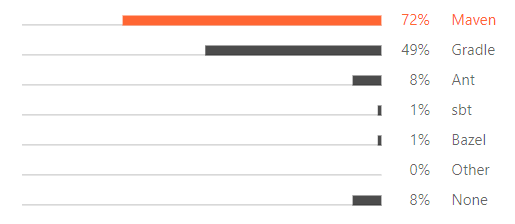 72% Maven
49% Gradle
8% Ant
1% sbt
1% Bazel
0% Other
8% None